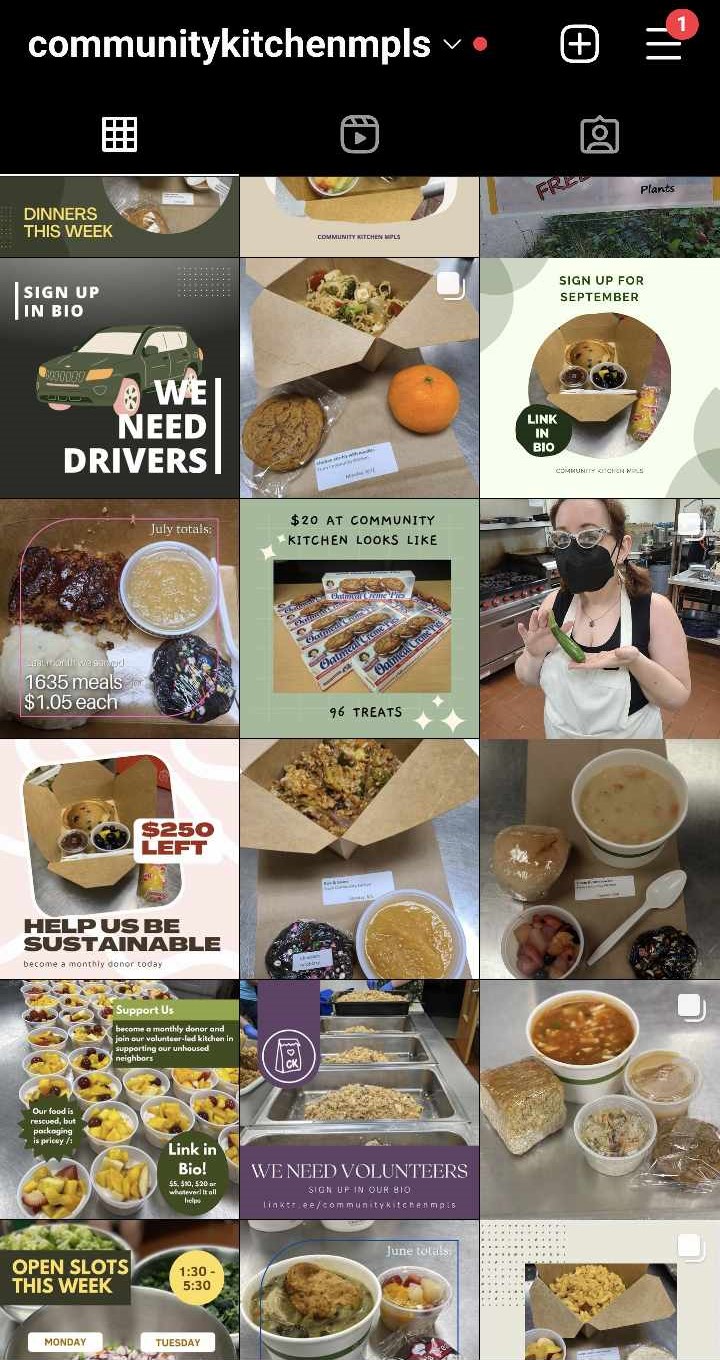 communitykitchenmpls
1
DINNERS
THIS WEEK
COMMUNITY KITCHEN MPLS
FREE
Plants
SIGN UP
IN BIO
WE
NEED
DRIVERS
SIGN UP FOR
SEPTEMBER
LINK
IN
BIO
COMMUNITY KITCHEN MPLS
July totals:
Last month we served
1635 meals for
$1.05 each
$20 AT COMMUNITY
KITCHEN LOOKS LIKE
Oatmeal Creme Pies
96 TREATS
$250
LEFT
HELP US BE
SUSTAINABLE
become a monthly donor today
Support Us
become a monthly donor and
join our volunteer-led kitchen in
supporting our unhoused
neighbors
Our food is
rescued, but
packaging
is pricey /:
Link in
Bio!
$5, $10, $20 or
whatever! It all
helps
CK
WE NEED VOLUNTEERS
SIGN UP IN OUR BIO
linktr.ee/communitykitchenmpls
OPEN SLOTS
THIS WEEK
1:30 -
5:30
MONDAY
TUESDAY
June totals: